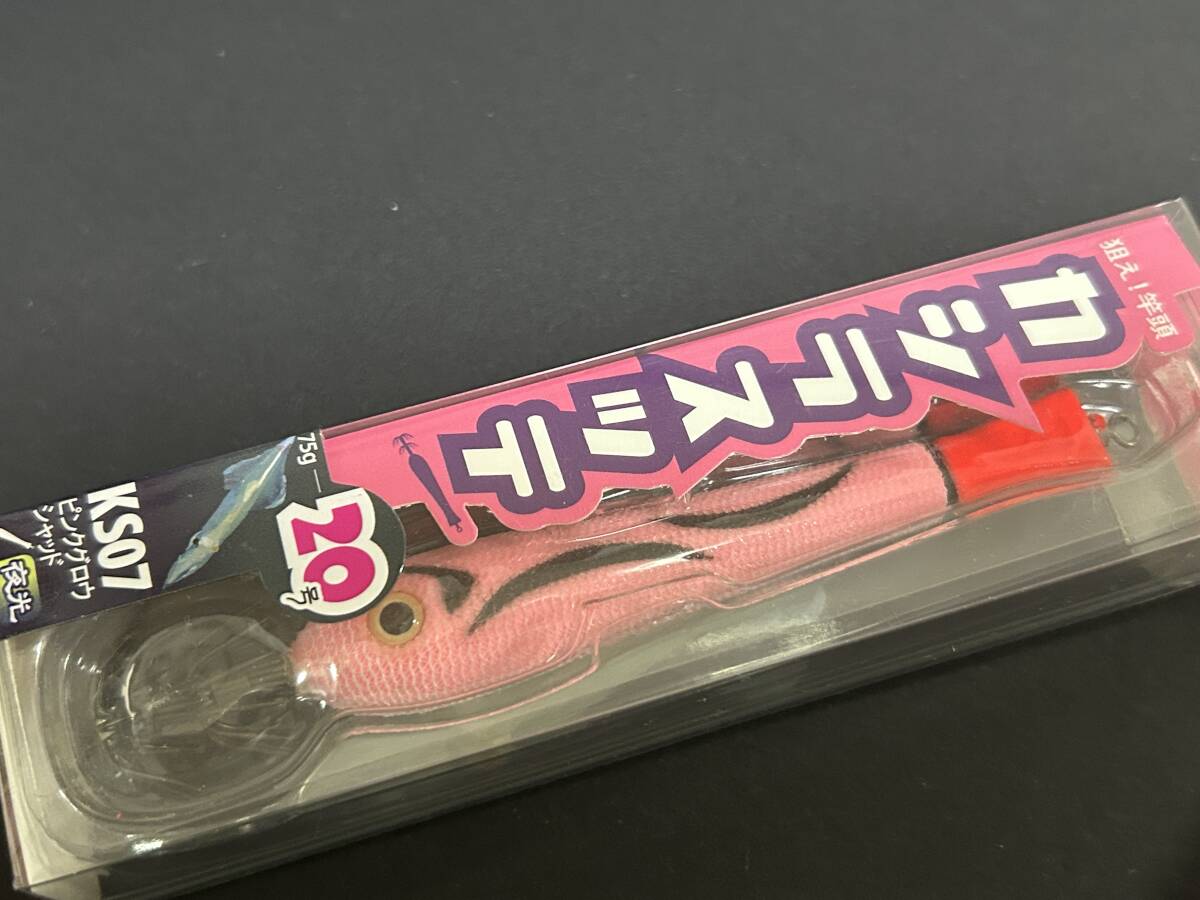 狙え！竿頭
カシラスッテ
75g
20号
KS07
ピンクグロウ
シャッド
夜光